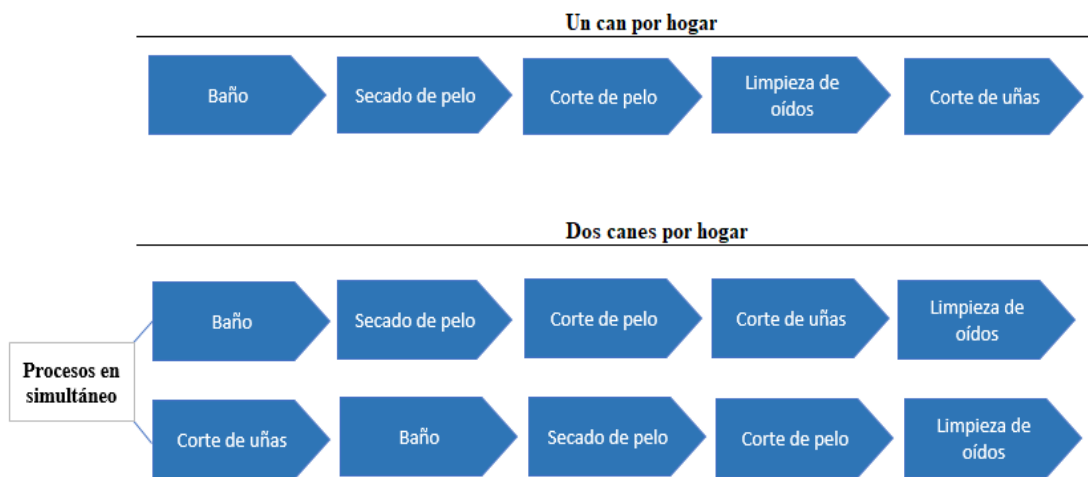 Un can por hogar
Baño
Secado de pelo
Corte de pelo
Limpieza de
oídos
Corte de uñas
Dos canes por hogar
Procesos en
simultáneo
Baño
Secado de pelo
Corte de pelo
Corte de uñas
Limpieza de
oídos
Corte de uñas
Baño
Secado de pelo
Corte de pelo
Limpieza de
oídos